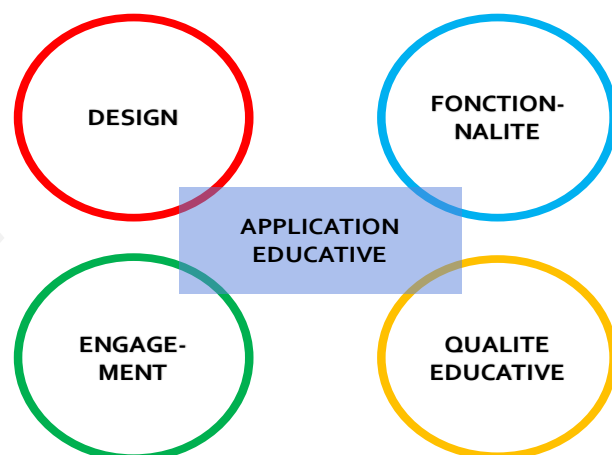 DESIGN
FONCTION-
NALITE
APPLICATION
EDUCATIVE
ENGAGE-
MENT
QUALITE
EDUCATIVE